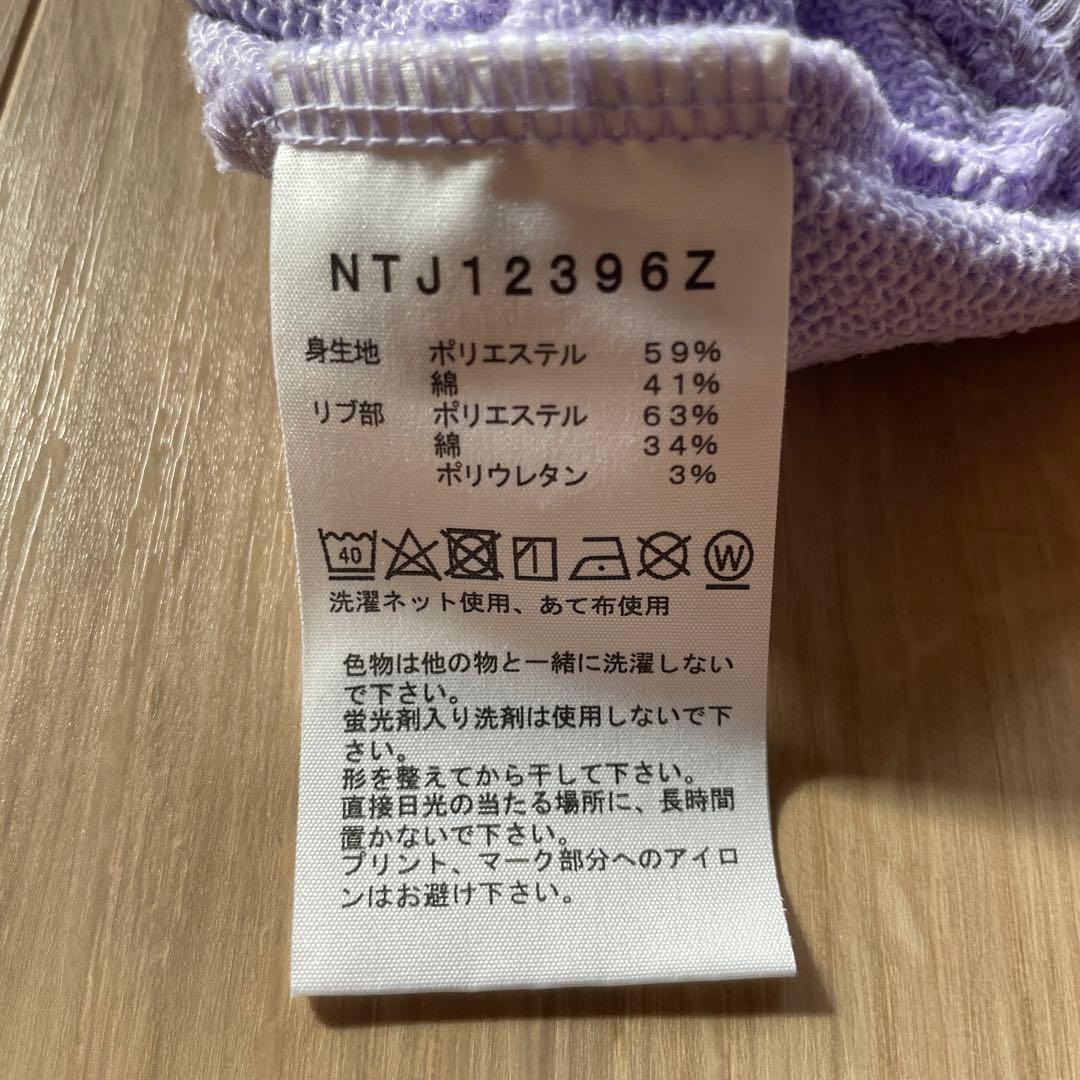 NTJ12396Z
身生地 ポリエステル 59%
綿 41%
リブ部 ポリエステル 63%
綿 34%
ポリウレタン 3%
40 W
洗濯ネット使用、あて布使用
色物は他の物と一緒に洗濯しない
で下さい。
蛍光剤入り洗剤は使用しないで下
さい。
形を整えてから干して下さい。
直接日光の当たる場所に、長時間
置かないで下さい。
プリント、マーク部分へのアイロ
ンはお避け下さい。